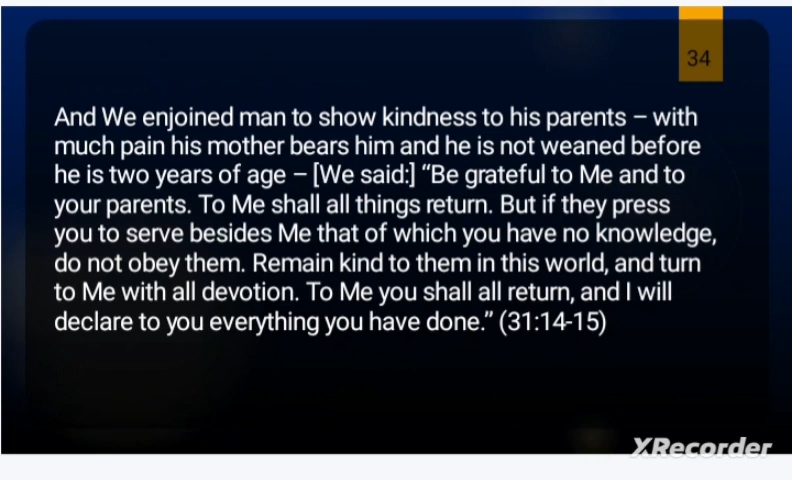 34
And We enjoined man to show kindness to his parents – with
much pain his mother bears him and he is not weaned before
he is two years of age – [We said:] “Be grateful to Me and to
your parents. To Me shall all things return. But if they press
you to serve besides Me that of which you have no knowledge,
do not obey them. Remain kind to them in this world, and turn
to Me with all devotion. To Me you shall all return, and I will
declare to you everything you have done.” (31:14-15)
XRecorder